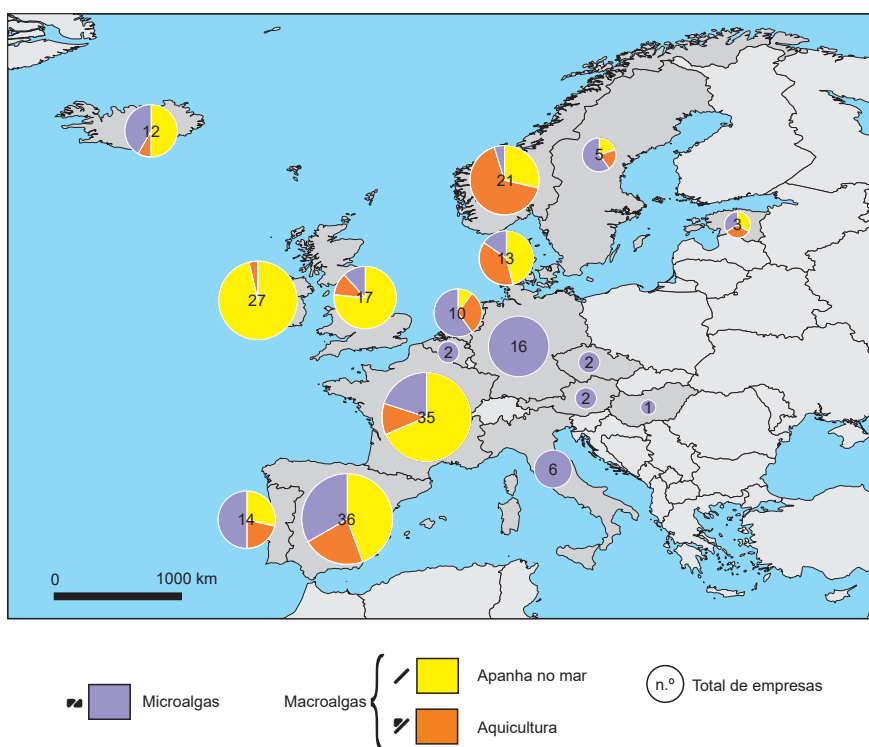 12
5
21
3
13
27
17
10
16
2
2
2
1
35
6
14
36
0
1000 km
Microalgas
Macroalgas
Apanha no mar
Aquicultura
n.º
Total de empresas